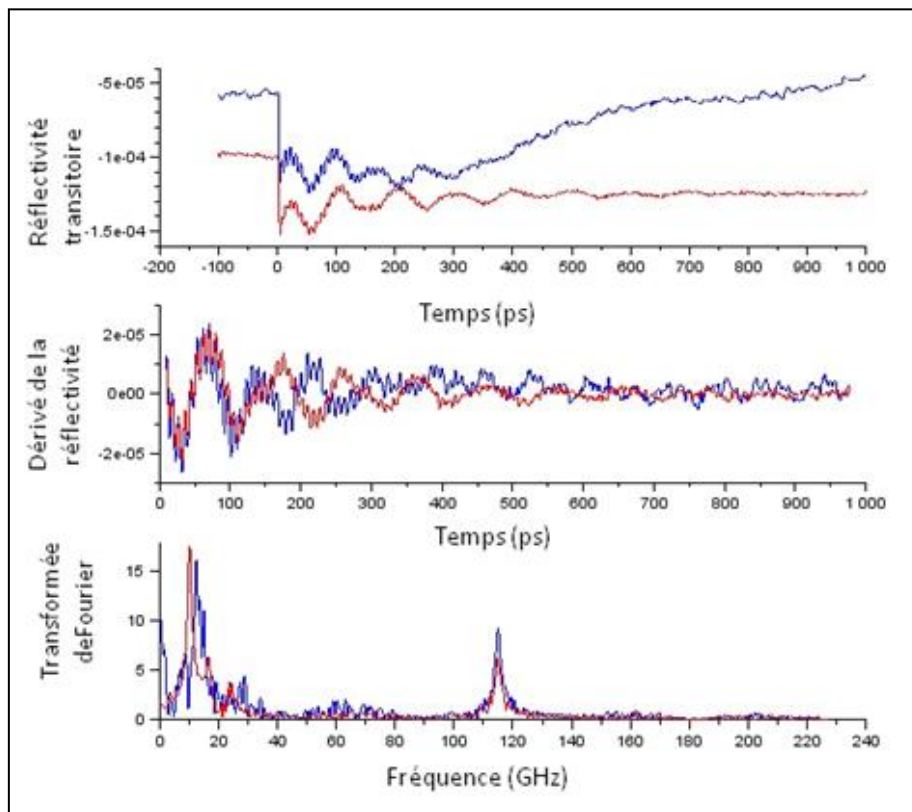 Réflectivité
transitoire
-5e-05
-1e-04
-1.5e-04
-200 -100 0 100 200 300 400 500 600 700 800 900 1 000
Temps (ps)
Dérivé de la
réflectivité
2e-05
0e+00
-2e-05
0 100 200 300 400 500 600 700 800 900 1 000
Temps (ps)
Transformée
deFourier
15
10
5
0
0 20 40 60 80 100 120 140 160 180 200 220 240
Fréquence (GHz)